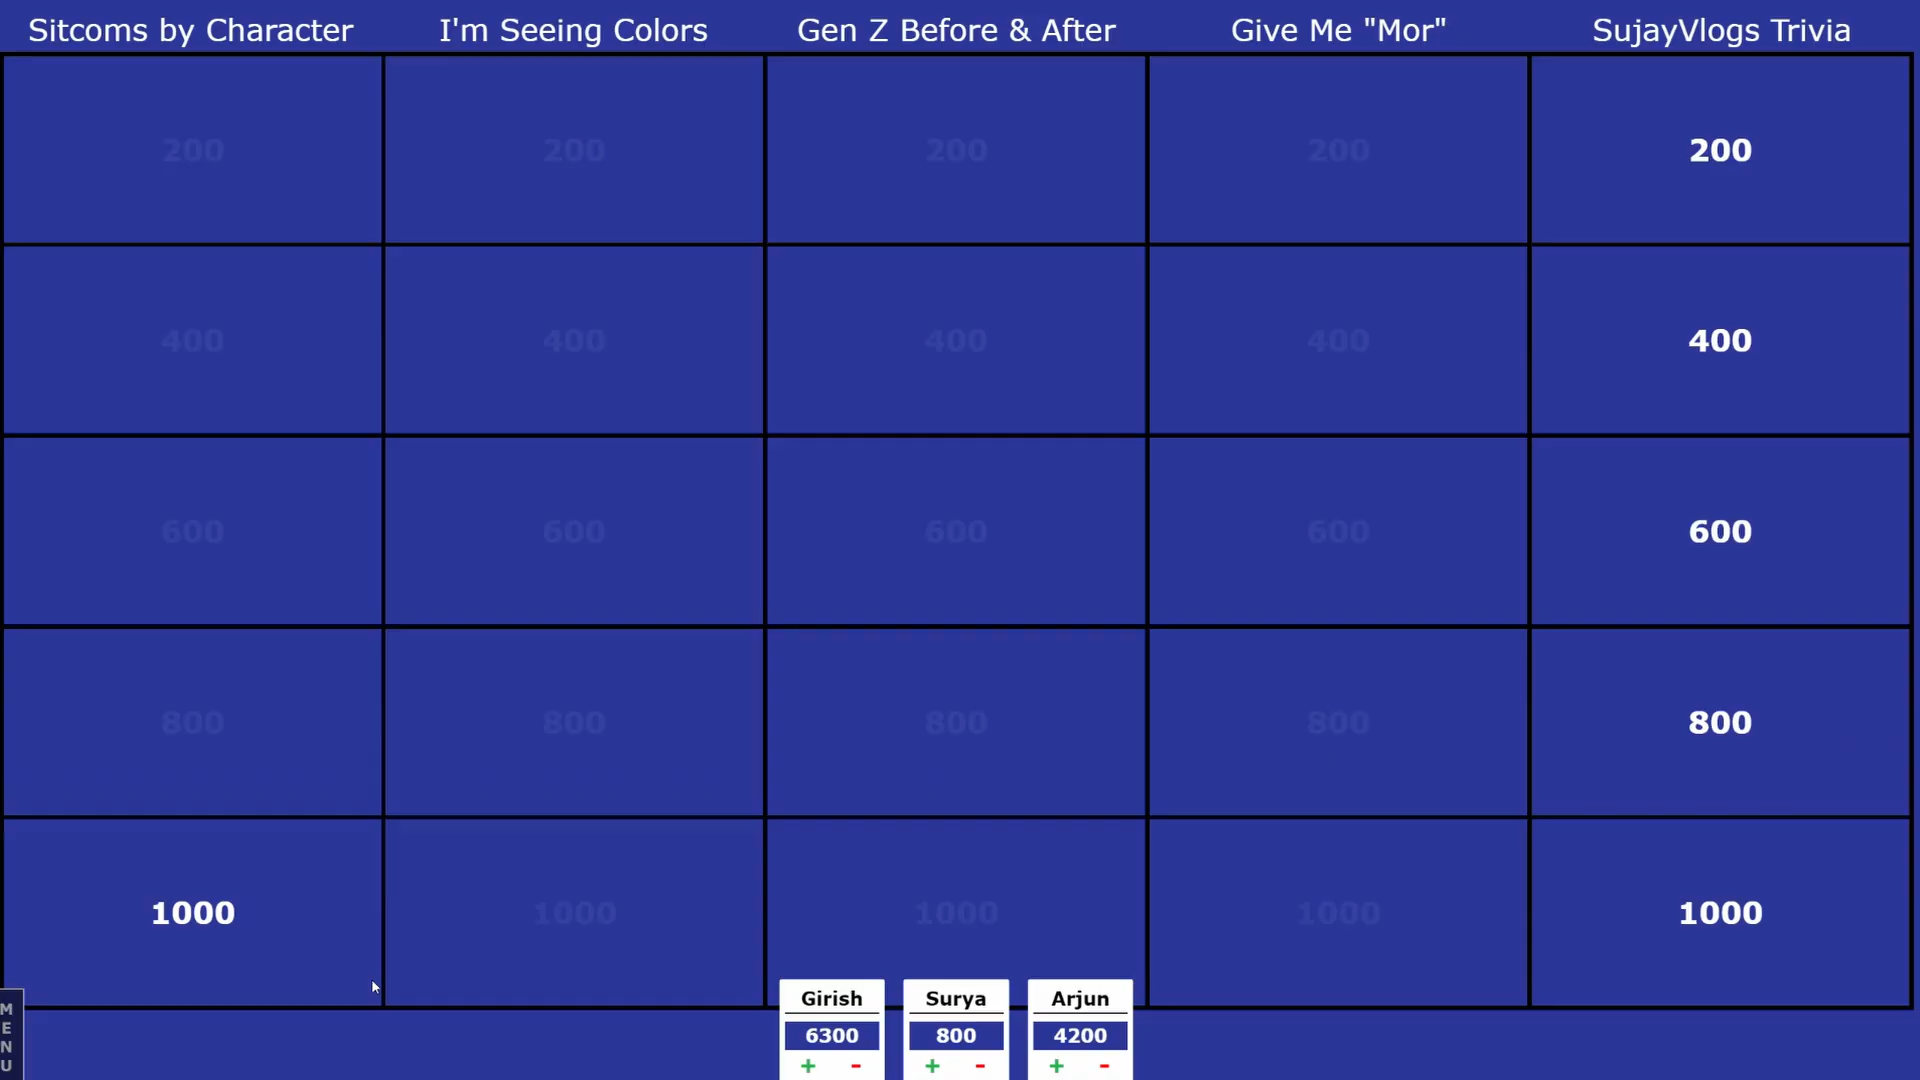 Sitcoms by Character I'm Seeing Colors Gen Z Before & After Give Me "Mor" SujayVlogs Trivia
200 200 200 200 200
400 400 400 400 400
600 600 600 600 600
800 800 800 800 800
1000 1000 1000 1000 1000
MENU
Girish Surya Arjun
6300 800 4200
+ - + - + -